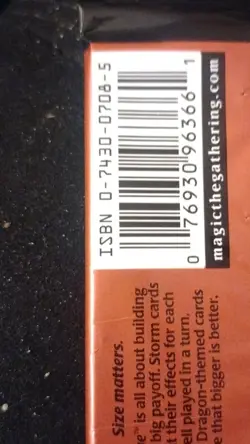 ISBN 0-7430-0708-5
0 76930 96366 1
magicthegathering.com
Size matters.
is all about building
big payoff. Storm cards
their effects for each
ell played in a turn.
ragon-themed cards
e that bigger is better.